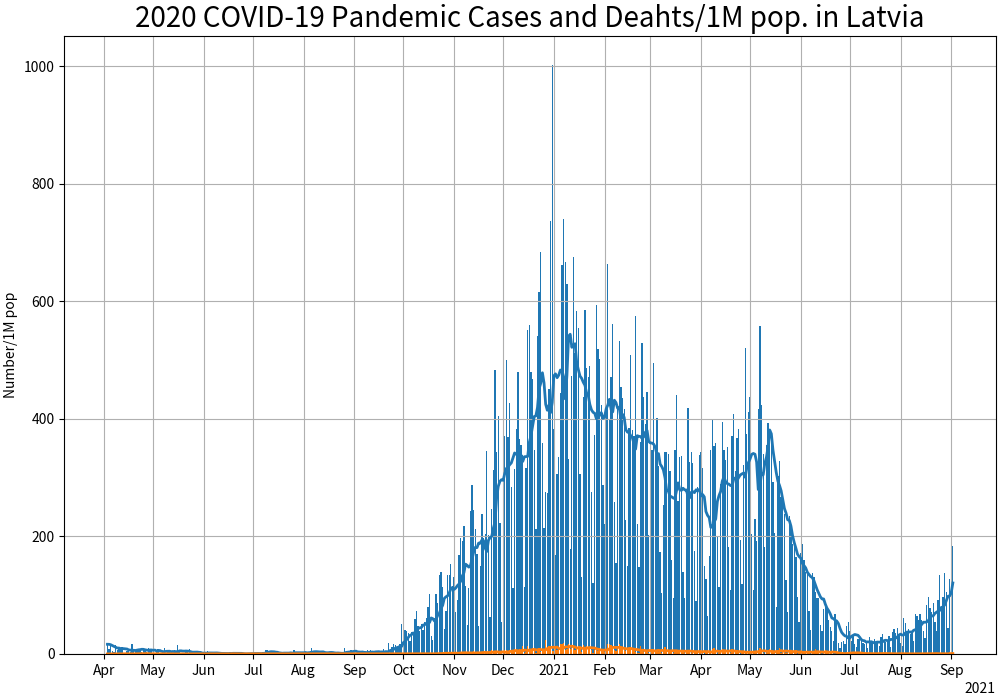 2020 COVID-19 Pandemic Cases and Deahts/1M pop. in Latvia
Number/1M pop
1000
800
600
400
200
0
Apr May Jun Jul Aug Sep Oct Nov Dec 2021 Feb Mar Apr May Jun Jul Aug Sep
2021